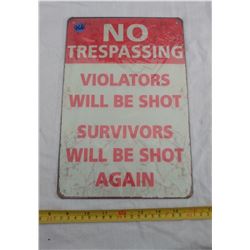 NO
TRESPASSING
VIOLATORS
WILL BE SHOT
SURVIVORS
WILL BE SHOT
AGAIN